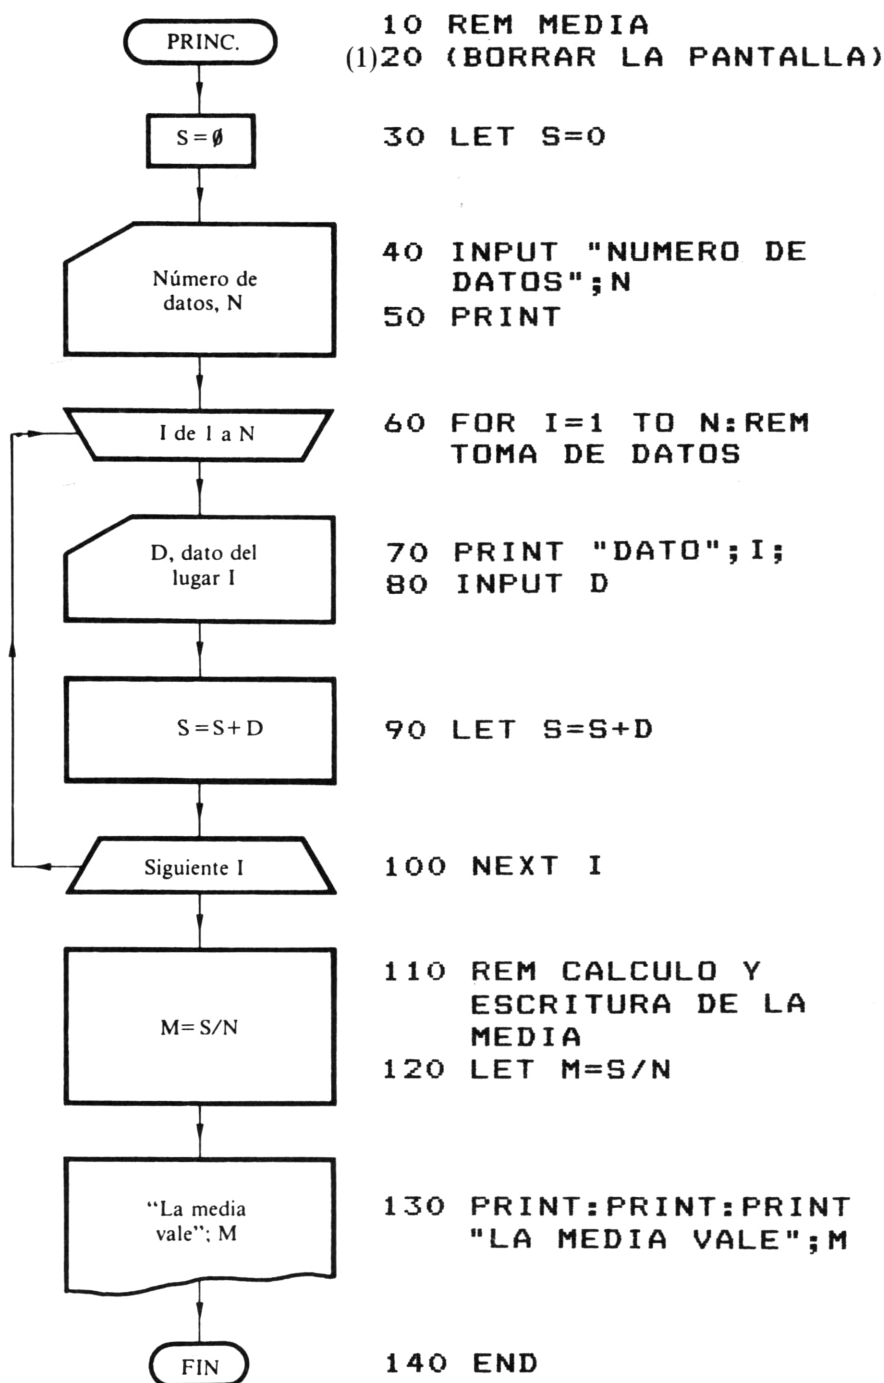 PRINC.
10 REM MEDIA
(1)20 (BORRAR LA PANTALLA)
S=Ø
30 LET S=0
Número de
datos, N
40 INPUT "NUMERO DE
DATOS";N
50 PRINT
I de 1 a N
60 FOR I=1 TO N:REM
TOMA DE DATOS
D, dato del
lugar I
70 PRINT "DATO";I;
80 INPUT D
S=S+D
90 LET S=S+D
Siguiente I
100 NEXT I
M=S/N
110 REM CALCULO Y
ESCRITURA DE LA
MEDIA
120 LET M=S/N
“La media
vale”; M
130 PRINT:PRINT:PRINT
"LA MEDIA VALE";M
FIN
140 END